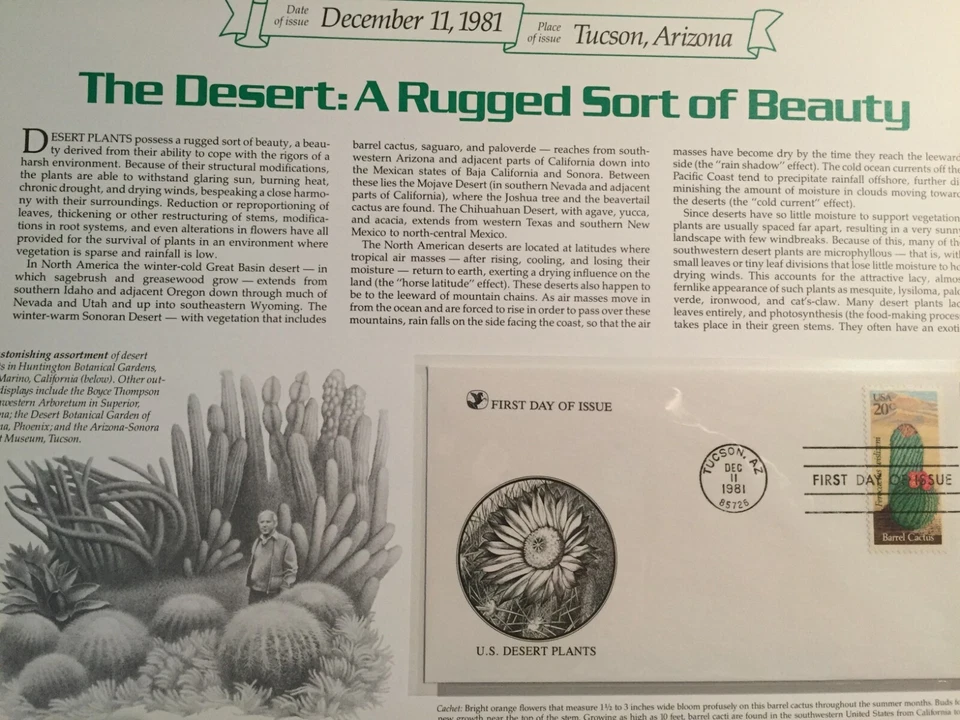 Date
of issue
December 11, 1981
Place
of issue
Tucson, Arizona
The Desert: A Rugged Sort of Beauty
DESERT PLANTS possess a rugged sort of beauty, a beau-
ty derived from their ability to cope with the rigors of a
harsh environment. Because of their structural modifications,
the plants are able to withstand glaring sun, burning heat,
chronic drought, and drying winds, bespeaking a close harmo-
ny with their surroundings. Reduction or reproportioning of
leaves, thickening or other restructuring of stems, modifica-
tions in root systems, and even alterations in flowers have all
provided for the survival of plants in an environment where
vegetation is sparse and rainfall is low.
In North America the winter-cold Great Basin desert — in
which sagebrush and greasewood grow — extends from
southern Idaho and adjacent Oregon down through much of
Nevada and Utah and up into southeastern Wyoming. The
winter-warm Sonoran Desert — with vegetation that includes
barrel cactus, saguaro, and paloverde — reaches from south-
western Arizona and adjacent parts of California down into
the Mexican states of Baja California and Sonora. Between
these lies the Mojave Desert (in southern Nevada and adjacent
parts of California), where the Joshua tree and the beavertail
cactus are found. The Chihuahuan Desert, with agave, yucca,
and acacia, extends from western Texas and southern New
Mexico to north-central Mexico.
The North American deserts are located at latitudes where
tropical air masses — after rising, cooling, and losing their
moisture — return to earth, exerting a drying influence on the
land (the "horse latitude" effect). These deserts also happen to
be to the leeward of mountain chains. As air masses move in
from the ocean and are forced to rise in order to pass over these
mountains, rain falls on the side facing the coast, so that the air
masses have become dry by the time they reach the leeward
side (the "rain shadow" effect). The cold ocean currents off the
Pacific Coast tend to precipitate rainfall offshore, further di-
minishing the amount of moisture in clouds moving toward
the deserts (the "cold current" effect).
Since deserts have so little moisture to support vegetation
plants are usually spaced far apart, resulting in a very sunny
landscape with few windbreaks. Because of this, many of the
southwestern desert plants are microphyllous — that is, with
small leaves or tiny leaf divisions that lose little moisture to ho
drying winds. This accounts for the attractive lacy, almos
fernlike appearance of such plants as mesquite, lysiloma, palo
verde, ironwood, and cat's-claw. Many desert plants lac
leaves entirely, and photosynthesis (the food-making process
takes place in their green stems. They often have an exoti
stonishing assortment of desert
s in Huntington Botanical Gardens,
Marino, California (below). Other out-
displays include the Boyce Thompson
western Arboretum in Superior,
na; the Desert Botanical Garden of
na, Phoenix; and the Arizona-Sonora
t Museum, Tucson.
FIRST DAY OF ISSUE
TUCSON, AZ
DEC
11
1981
85726
USA
20c
FIRST DAY OF ISSUE
Barrel Cactus
U.S. DESERT PLANTS
Cachet: Bright orange flowers that measure 1½ to 3 inches wide bloom profusely on this barrel cactus throughout the summer months. Buds
new growth near the top of the stem. Growing as high as 10 feet, barrel cacti are found in the southwestern United States from California to